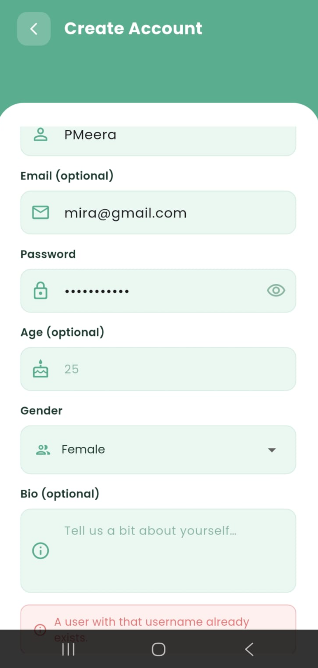 Create Account
PMeera
Email (optional)
mira@gmail.com
Password
•••••••••••
Age (optional)
25
Gender
Female
Bio (optional)
Tell us a bit about yourself...
A user with that username already
exists.